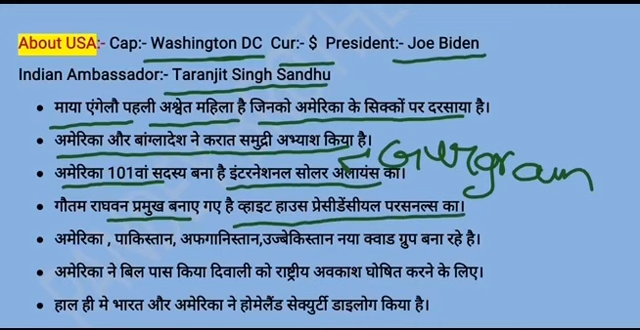 About USA:- Cap:- Washington DC Cur:- $ President:- Joe Biden
Indian Ambassador:- Taranjit Singh Sandhu
• माया एंगेलौ पहली अश्वेत महिला है जिनको अमेरिका के सिक्कों पर दरसाया है।
• अमेरिका और बांग्लादेश ने करात समुद्री अभ्याश किया है।
• अमेरिका 101वां सदस्य बना है इंटरनेशनल सोलर अलायंस का।
Gurugram
• गौतम राघवन प्रमुख बनाए गए है व्हाइट हाउस प्रेसीडेंसीयल परसनल्स का।
• अमेरिका , पाकिस्तान, अफगानिस्तान,उज्बेकिस्तान नया क्वाड ग्रुप बना रहे है।
• अमेरिका ने बिल पास किया दिवाली को राष्ट्रीय अवकाश घोषित करने के लिए।
• हाल ही मे भारत और अमेरिका ने होमेलैंड सेक्युर्टी डाइलोग किया है।